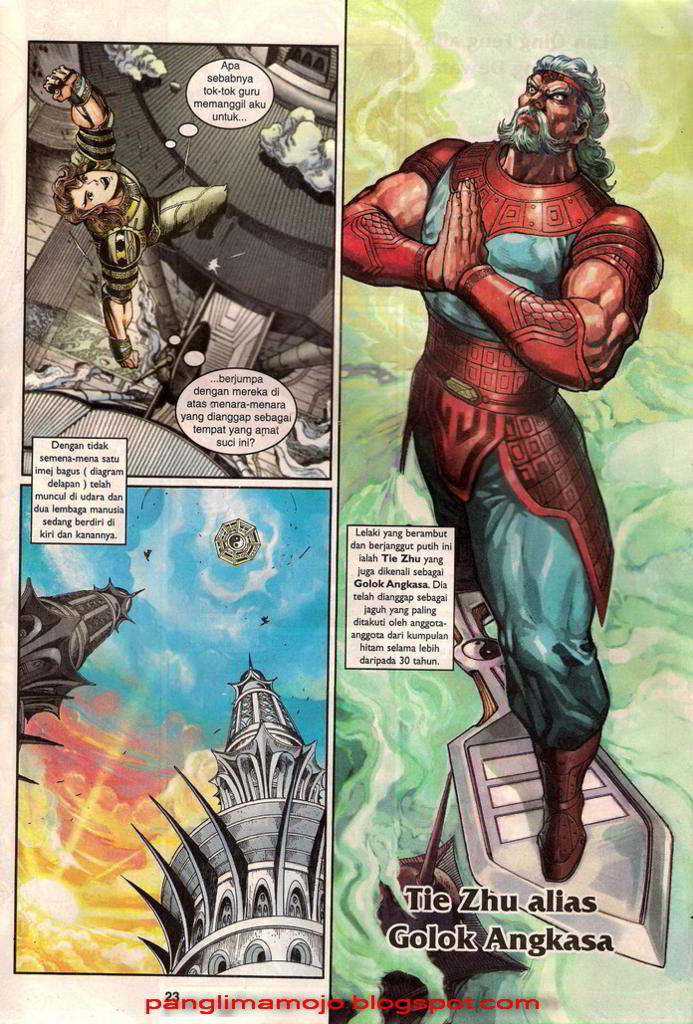 Apa
sebabnya
tok-tok guru
memanggil aku
untuk...
...berjumpa
dengan mereka di
atas menara-menara
yang dianggap sebagai
tempat yang amat
suci ini?
Dengan tidak
semena-mena satu
imej bagus ( diagram
delapan ) telah
muncul di udara dan
dua lembaga manusia
sedang berdiri di
kiri dan kanannya.
Lelaki yang berambut
dan berjanggut putih ini
ialah Tie Zhu yang
juga dikenali sebagai
Golok Angkasa. Dia
telah dianggap sebagai
jaguh yang paling
ditakuti oleh anggota-
anggota dari kumpulan
hitam selama lebih
daripada 30 tahun.
Tie Zhu alias
Golok Angkasa
23
panglimamojo.blogspot.com